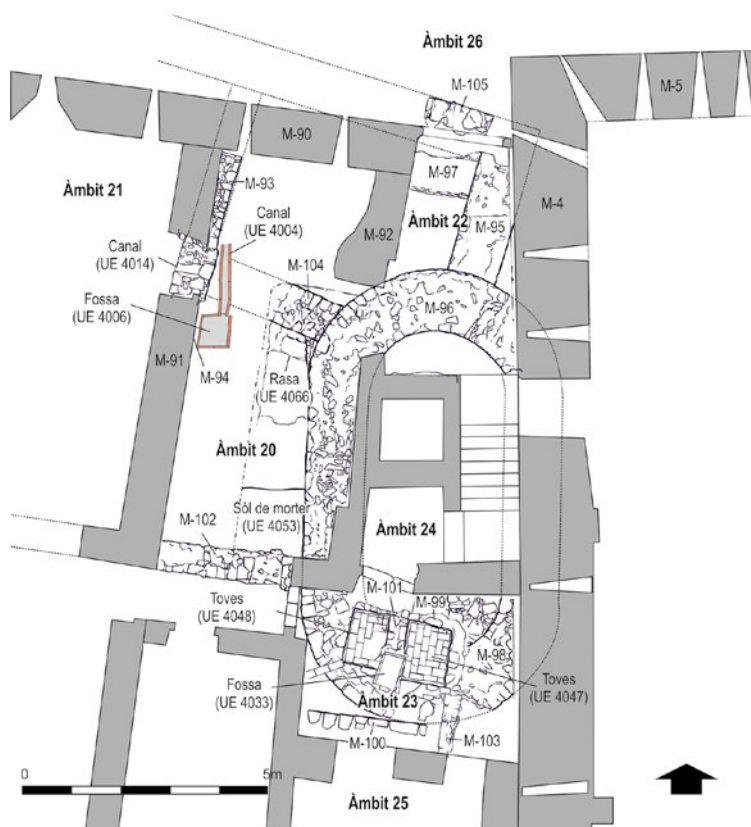 Àmbit 26
M-105
M-5
M-90
M-97
Àmbit 21
M-93
Canal
(UE 4004)
Àmbit 22
M-4
M-92
M-95
Canal
(UE 4014)
M-104
Fossa
(UE 4006)
M-96
M-91
M-94
Rasa
(UE 4066)
Àmbit 20
Sòl de morter
(UE 4053)
M-102
Àmbit 24
M-101
Toves
(UE 4048)
M-99
M-98
Fossa
(UE 4033)
Toves
(UE 4047)
Àmbit 23
M-100
M-103
0
5m
Àmbit 25